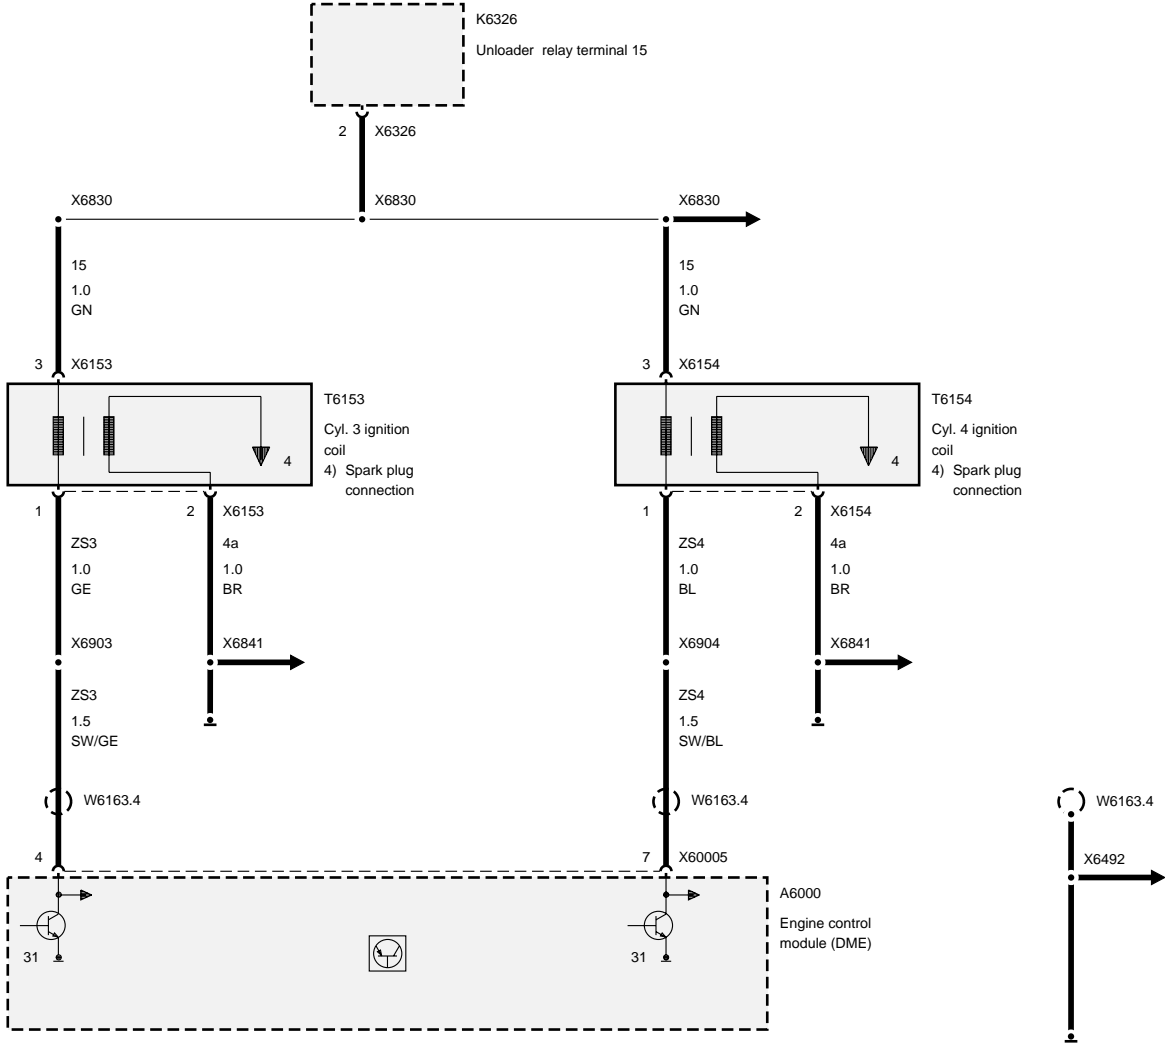 K6326
Unloader relay terminal 15
2 X6326
X6830 X6830 X6830
15 15
1.0 1.0
GN GN
3 X6153 3 X6154
T6153 T6154
Cyl. 3 ignition Cyl. 4 ignition
coil coil
4 4) Spark plug 4 4) Spark plug
connection connection
1 2 X6153 1 2 X6154
ZS3 4a ZS4 4a
1.0 1.0 1.0 1.0
GE BR BL BR
X6903 X6841 X6904 X6841
ZS3 ZS4
1.5 1.5
SW/GE SW/BL
W6163.4 W6163.4 W6163.4
4 7 X60005 X6492
A6000
Engine control
module (DME)
31 31